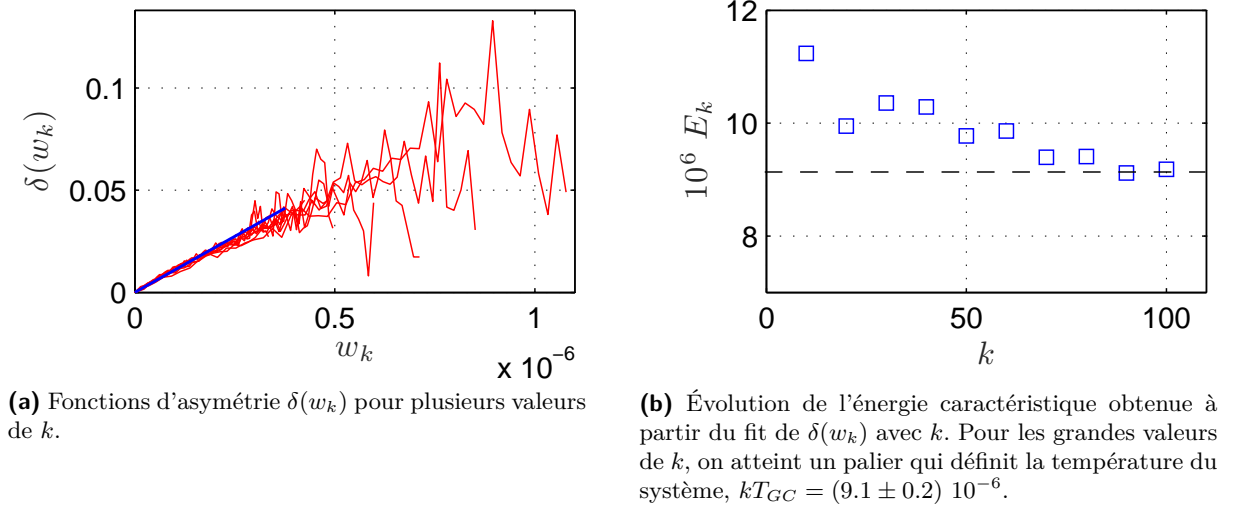 0.1
0.05
0
δ(w_k)
0 0.5 1
w_k
x 10⁻⁶
12
10
8
10⁶ E_k
0 50 100
k
(a) Fonctions d'asymétrie δ(w_k) pour plusieurs valeurs
de k.
(b) Évolution de l'énergie caractéristique obtenue à
partir du fit de δ(w_k) avec k. Pour les grandes valeurs
de k, on atteint un palier qui définit la température du
système, kT_GC = (9.1 ± 0.2) 10⁻⁶.